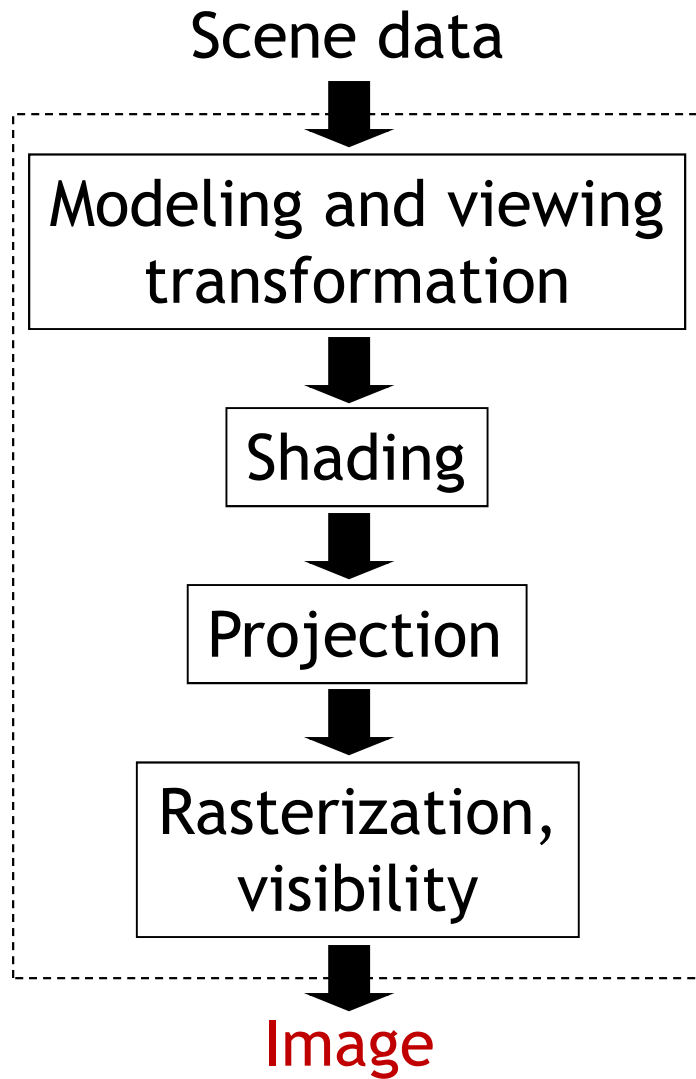 Scene data
Modeling and viewing
transformation
Shading
Projection
Rasterization,
visibility
Image